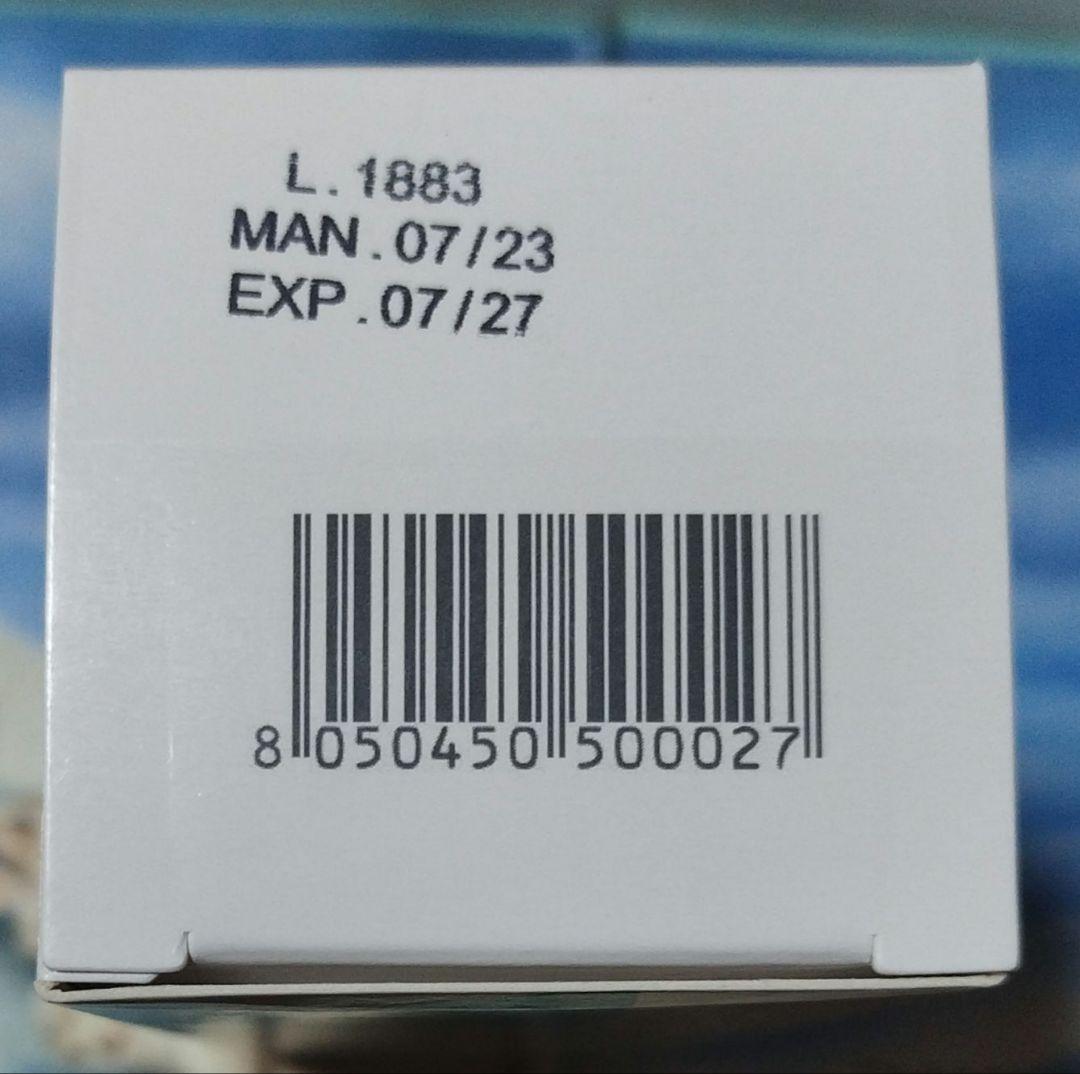 L. 1883
MAN. 07/23
EXP. 07/27
8 050450 500027